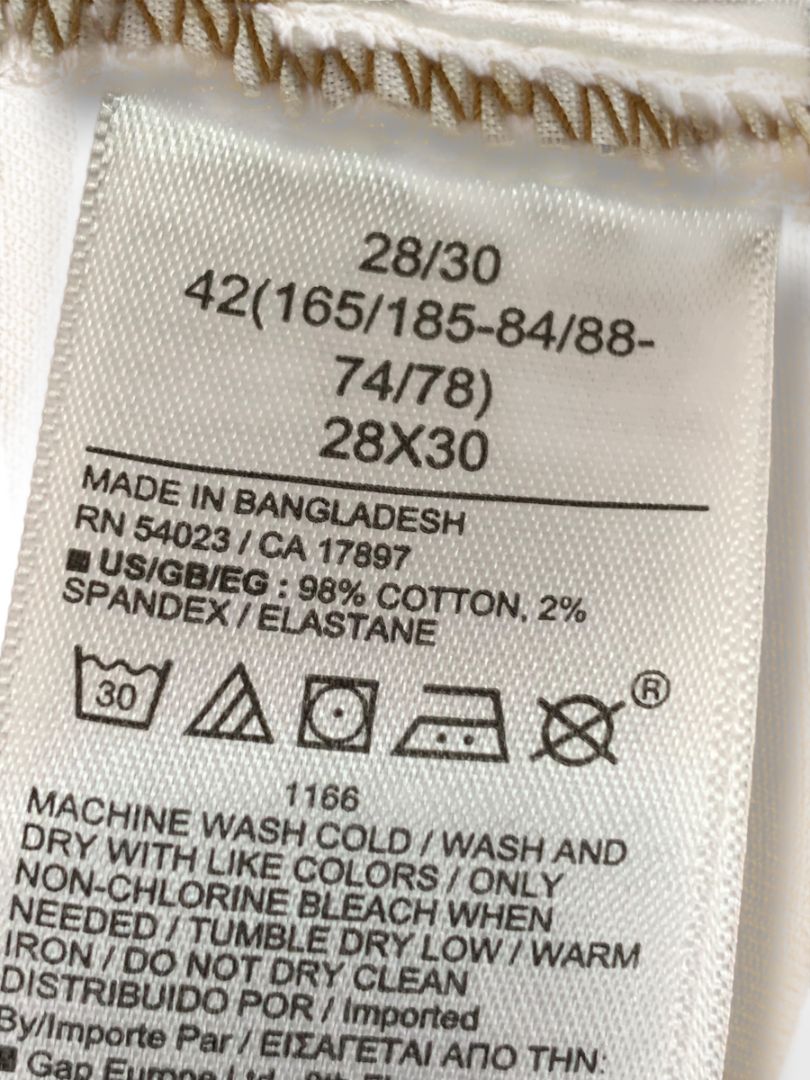 28/30
42(165/185-84/88-
74/78)
28X30
MADE IN BANGLADESH
RN 54023 / CA 17897
■ US/GB/EG : 98% COTTON, 2%
SPANDEX / ELASTANE
30
®
1166
MACHINE WASH COLD / WASH AND
DRY WITH LIKE COLORS / ONLY
NON-CHLORINE BLEACH WHEN
NEEDED / TUMBLE DRY LOW / WARM
IRON / DO NOT DRY CLEAN
DISTRIBUIDO POR / Imported
By/Importe Par / ΕΙΣΑΓΕΤΑΙ ΑΠΟ ΤΗΝ:
■ Gap Europe Ltd